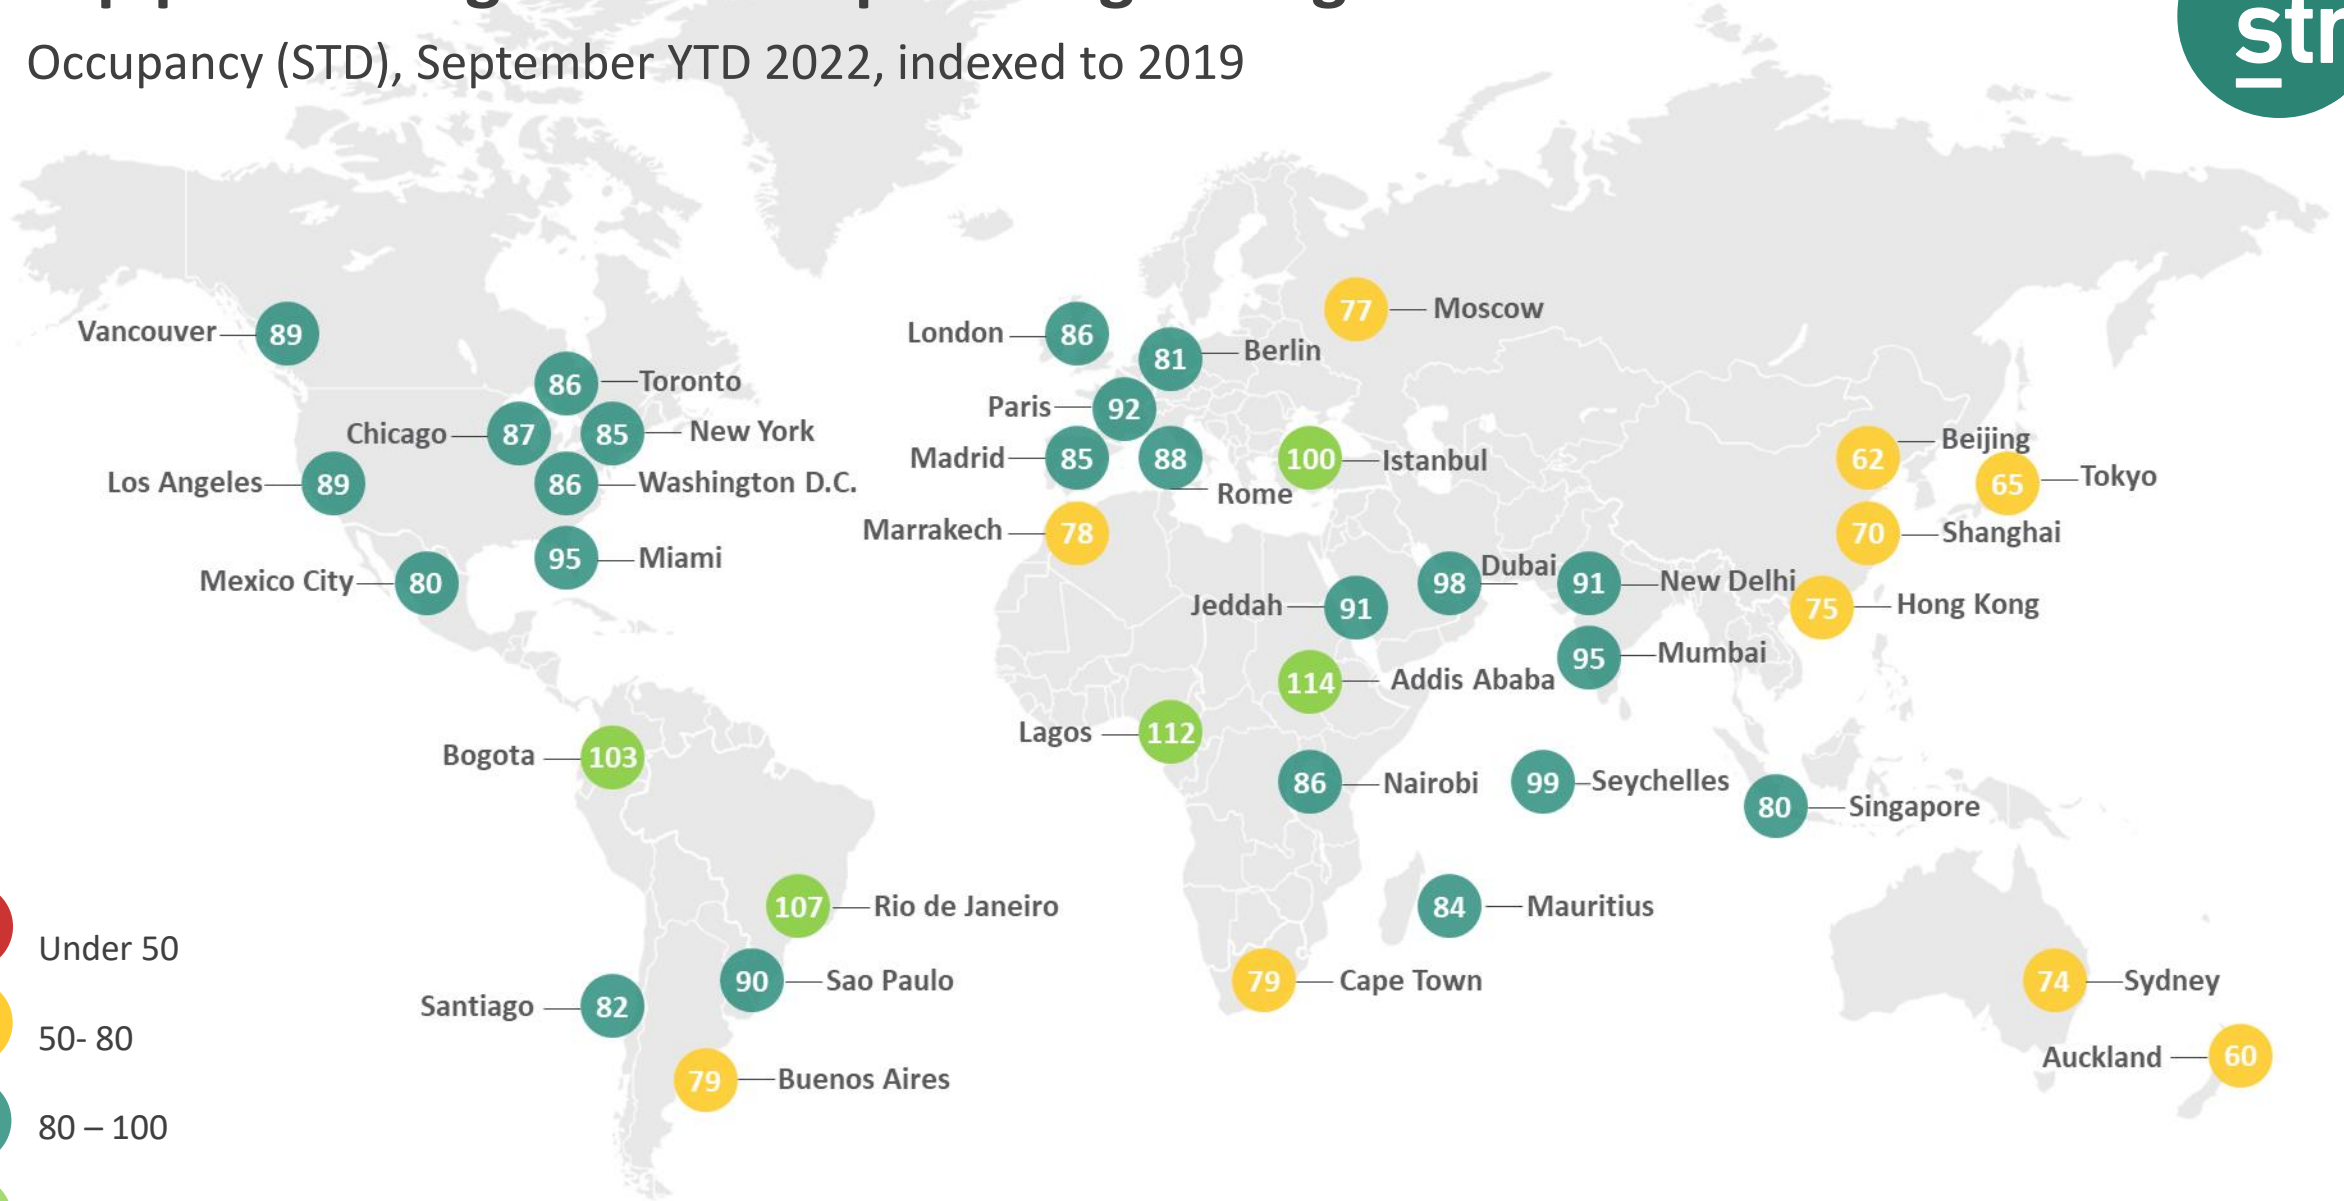 Occupancy (STD), September YTD 2022, indexed to 2019
str
Vancouver 89
86 Toronto
Chicago 87
85 New York
Los Angeles 89
86 Washington D.C.
95 Miami
Mexico City 80
Bogota 103
107 Rio de Janeiro
90 Sao Paulo
Santiago 82
79 Buenos Aires
London 86
81 Berlin
77 Moscow
Paris 92
Madrid 85
88 Rome
100 Istanbul
Marrakech 78
Jeddah 91
98 Dubai
91 New Delhi
95 Mumbai
114 Addis Ababa
Lagos 112
86 Nairobi
99 Seychelles
84 Mauritius
79 Cape Town
62 Beijing
65 Tokyo
70 Shanghai
75 Hong Kong
80 Singapore
74 Sydney
Auckland 60
Under 50
50- 80
80 – 100